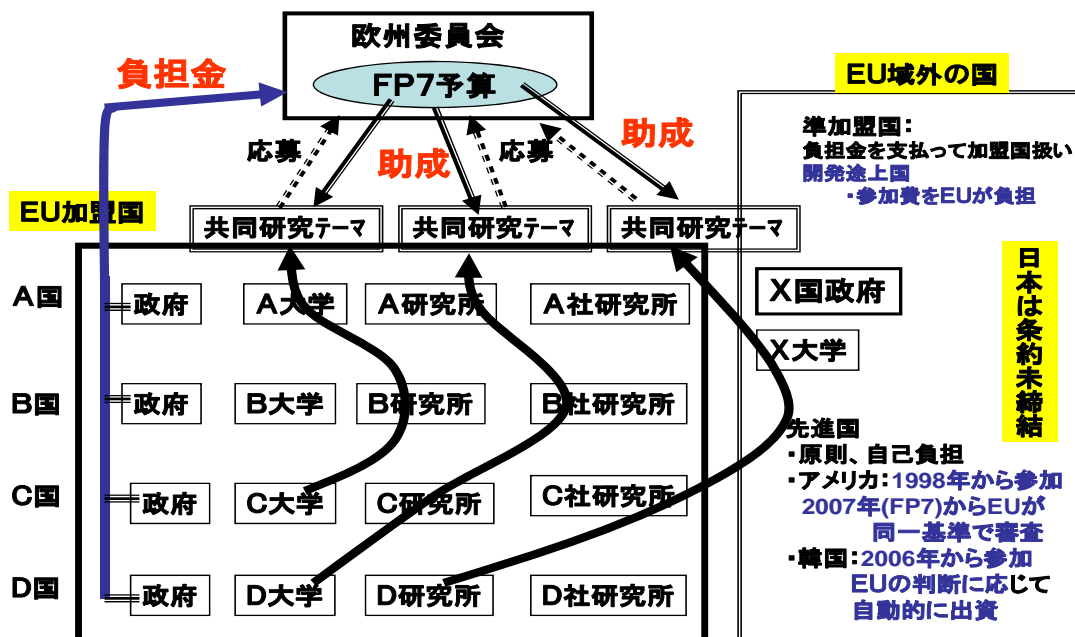 欧州委員会
FP7予算
負担金
応募
助成
応募
助成
EU加盟国
共同研究テーマ
共同研究テーマ
共同研究テーマ
A国
政府
A大学
A研究所
A社研究所
B国
政府
B大学
B研究所
B社研究所
C国
政府
C大学
C研究所
C社研究所
D国
政府
D大学
D研究所
D社研究所
EU域外の国
準加盟国：
負担金を支払って加盟国扱い
開発途上国
・参加費をEUが負担
X国政府
X大学
日本は条約未締結
先進国
・原則、自己負担
・アメリカ：1998年から参加
2007年(FP7)からEUが
同一基準で審査
・韓国：2006年から参加
EUの判断に応じて
自動的に出資